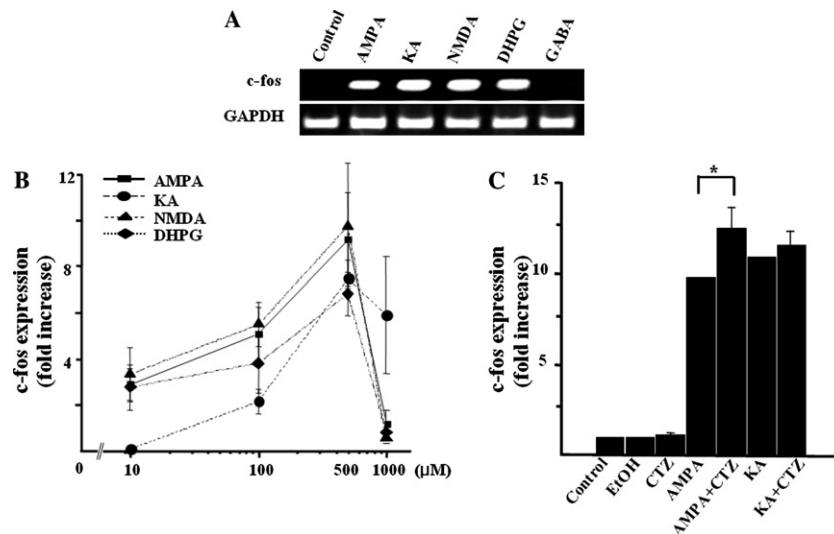 A
Control AMPA KA NMDA DHPG GABA
c-fos
GAPDH
B
c-fos expression
(fold increase)
12
8
4
0
AMPA
KA
NMDA
DHPG
10 100 500 1000 (μM)
C
c-fos expression
(fold increase)
15
10
5
*
Control EtOH CTZ AMPA AMPA+CTZ KA KA+CTZ